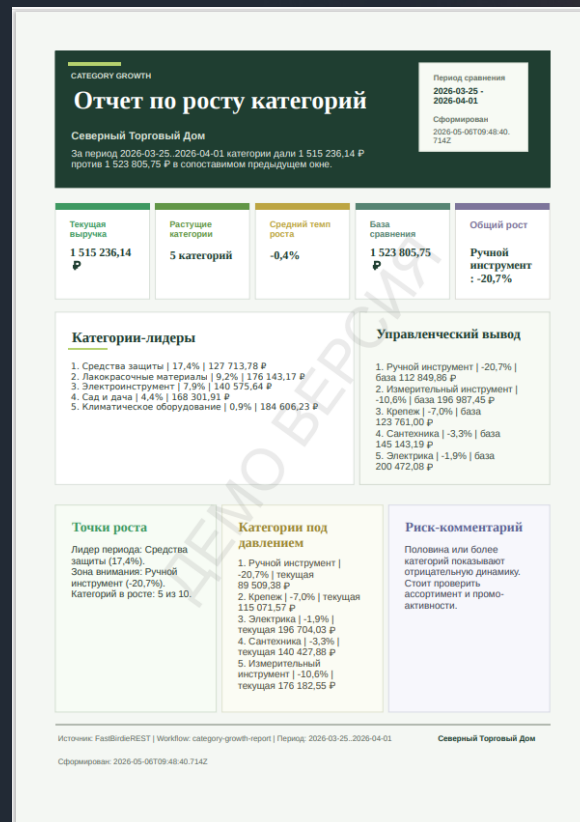 CATEGORY GROWTH
Отчет по росту категорий
Северный Торговый Дом
За период 2026-03-25..2026-04-01 категории дали 1 515 236,14 ₽
против 1 523 805,75 ₽ в сопоставимом предыдущем окне.
Период сравнения
2026-03-25 -
2026-04-01
Сформирован
2026-05-06T09:48:40.
714Z
Текущая
выручка
1 515 236,14
₽
Растущие
категории
5 категорий
Средний темп
роста
-0,4%
База
сравнения
1 523 805,75
₽
Общий рост
Ручной
инструмент
: -20,7%
Категории-лидеры
1. Средства защиты | 17,4% | 127 713,78 ₽
2. Лакокрасочные материалы | 9,2% | 176 143,17 ₽
3. Электроинструмент | 7,9% | 140 575,64 ₽
4. Сад и дача | 4,4% | 168 301,91 ₽
5. Климатическое оборудование | 0,9% | 184 606,23 ₽
Управленческий вывод
1. Ручной инструмент | -20,7% |
база 112 849,86 ₽
2. Измерительный инструмент |
-10,6% | база 196 987,45 ₽
3. Крепеж | -7,0% | база
123 761,00 ₽
4. Сантехника | -3,3% | база
145 143,19 ₽
5. Электрика | -1,9% | база
200 472,08 ₽
Точки роста
Лидер периода: Средства
защиты (17,4%).
Зона внимания: Ручной
инструмент (-20,7%).
Категорий в росте: 5 из 10.
Категории под
давлением
1. Ручной инструмент |
-20,7% | текущая
89 509,38 ₽
2. Крепеж | -7,0% | текущая
115 071,57 ₽
3. Электрика | -1,9% |
текущая 196 704,03 ₽
4. Сантехника | -3,3% |
текущая 140 427,88 ₽
5. Измерительный
инструмент | -10,6% |
текущая 176 182,55 ₽
Риск-комментарий
Половина или более
категорий показывают
отрицательную динамику.
Стоит проверить
ассортимент и промо-
активности.
ДЕМО ВЕРСИЯ
Источник: FastBirdieREST | Workflow: category-growth-report | Период: 2026-03-25..2026-04-01
Северный Торговый Дом
Сформирован: 2026-05-06T09:48:40.714Z